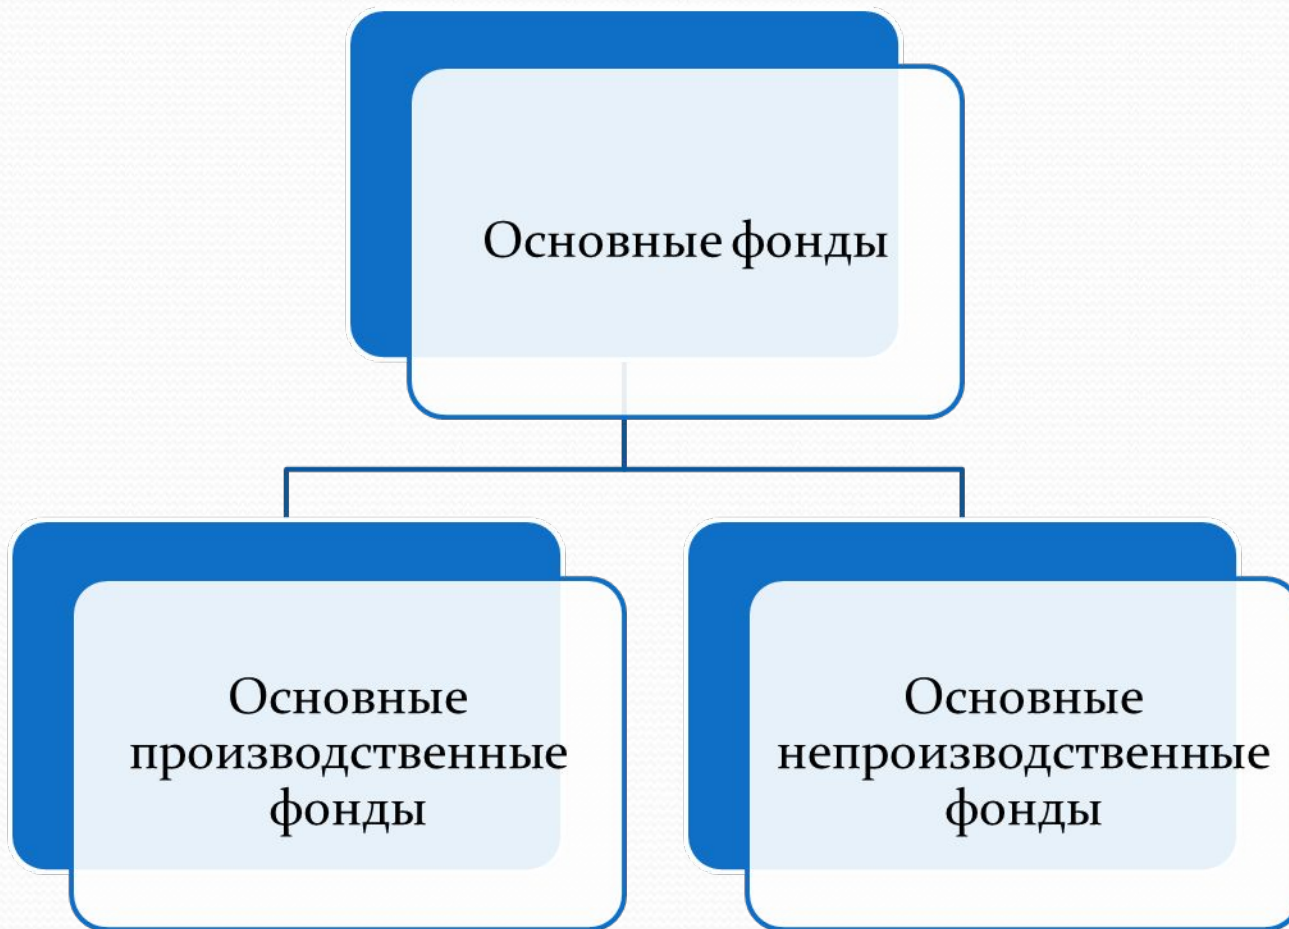 Основные фонды
Основные
производственные
фонды
Основные
непроизводственные
фонды